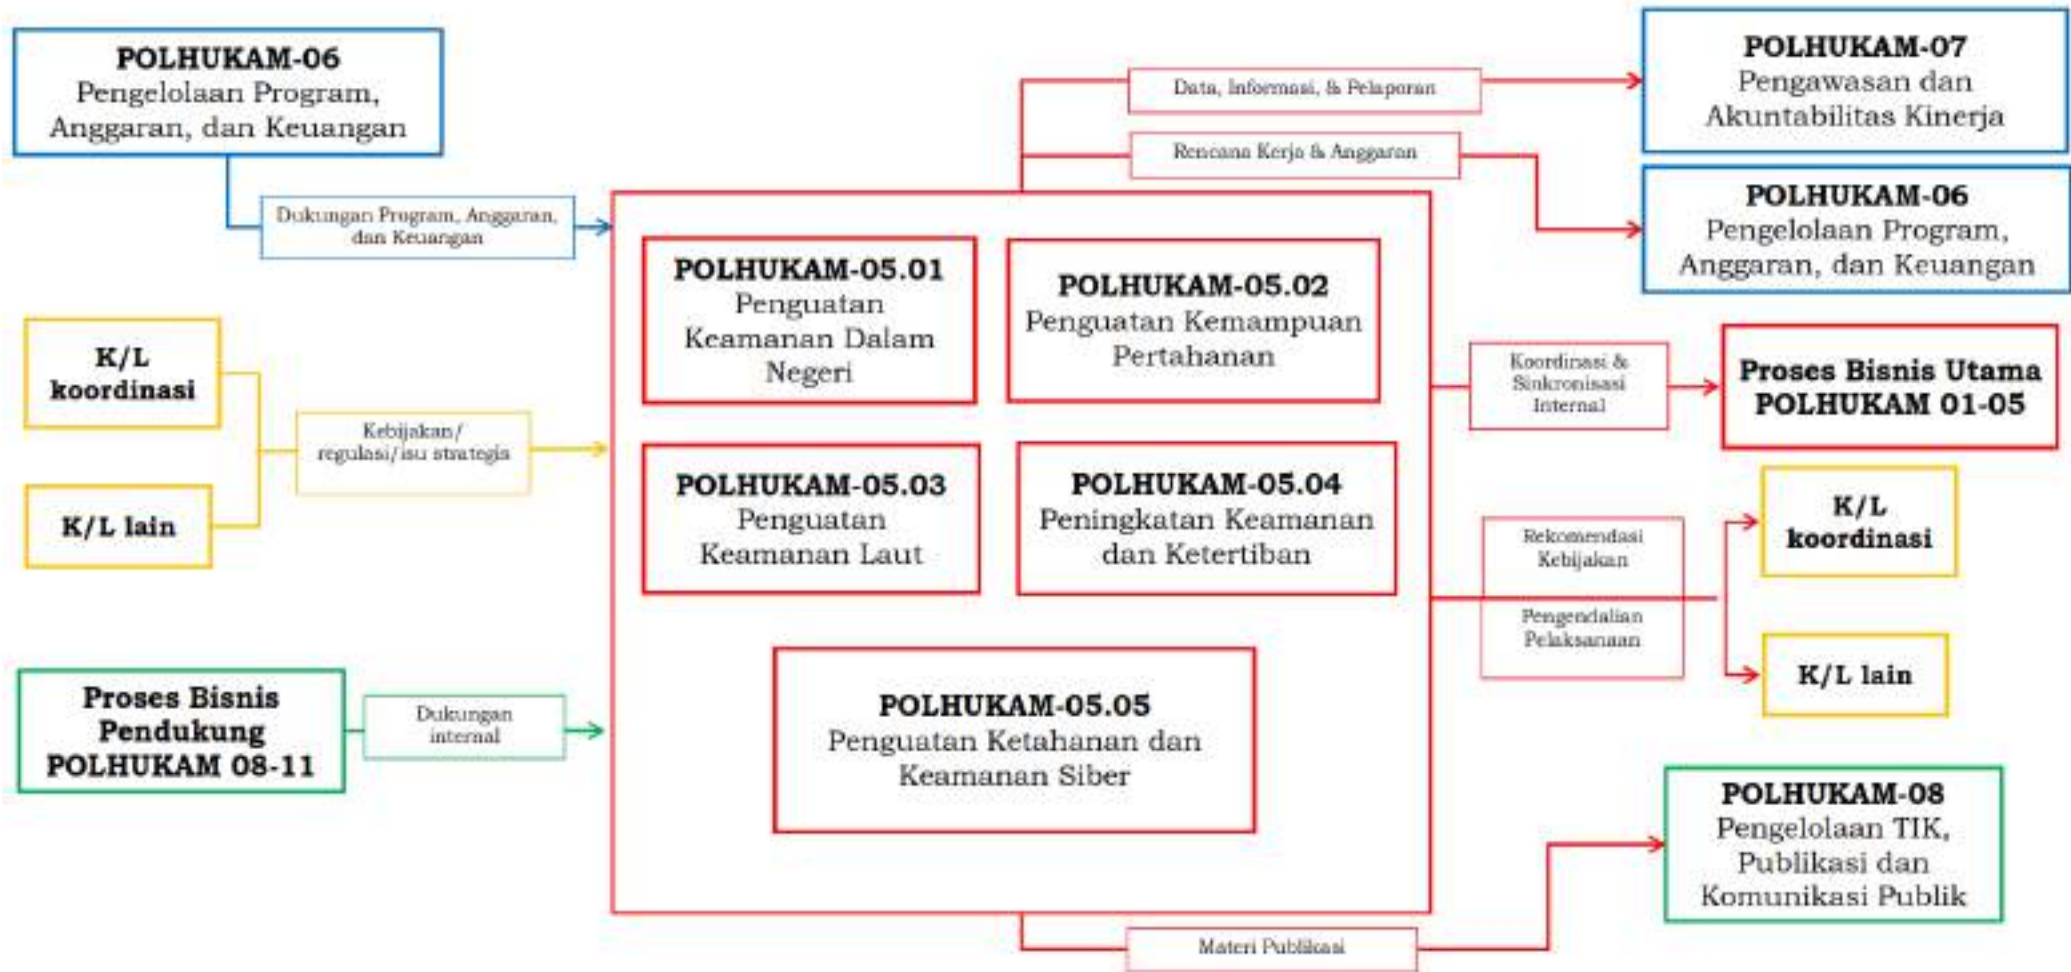 POLHUKAM-06
Pengelolaan Program,
Anggaran, dan Keuangan
Dukungan Program, Anggaran,
dan Keuangan
K/L
koordinasi
K/L lain
Kebijakan/
regulasi/isu strategis
Proses Bisnis
Pendukung
POLHUKAM 08-11
Dukungan
internal
POLHUKAM-05.01
Penguatan
Keamanan Dalam
Negeri
POLHUKAM-05.02
Penguatan Kemampuan
Pertahanan
POLHUKAM-05.03
Penguatan
Keamanan Laut
POLHUKAM-05.04
Peningkatan Keamanan
dan Ketertiban
POLHUKAM-05.05
Penguatan Ketahanan dan
Keamanan Siber
Data, Informasi, & Pelaporan
Rencana Kerja & Anggaran
POLHUKAM-07
Pengawasan dan
Akuntabilitas Kinerja
POLHUKAM-06
Pengelolaan Program,
Anggaran, dan Keuangan
Koordinasi &
Sinkronisasi
Internal
Proses Bisnis Utama
POLHUKAM 01-05
Rekomendasi
Kebijakan
Pengendalian
Pelaksanaan
K/L
koordinasi
K/L lain
Materi Publikasi
POLHUKAM-08
Pengelolaan TIK,
Publikasi dan
Komunikasi Publik